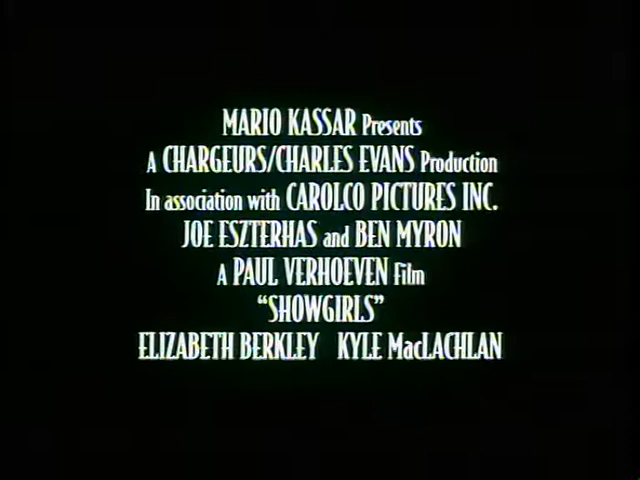 MARIO KASSAR Presents
A CHARGEURS/CHARLES EVANS Production
In association with CAROLCO PICTURES INC.
JOE ESZTERHAS and BEN MYRON
A PAUL VERHOEVEN Film
“SHOWGIRLS”
ELIZABETH BERKLEY KYLE MacLACHLAN